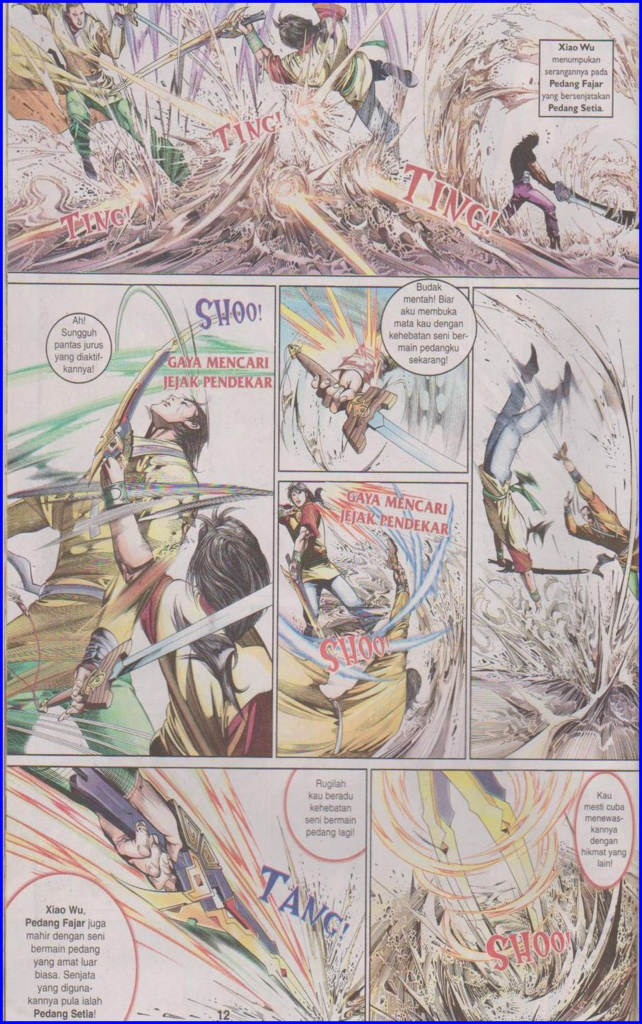 Xiao Wu
menumpukan
serangannya pada
Pedang Fajar
yang bersenjatakan
Pedang Setia.
TING!
TING!
TING!
Ah!
Sungguh
pantas jurus
yang diaktif-
kannya!
SHOO!
GAYA MENCARI
JEJAK PENDEKAR
Budak
mentah! Biar
aku membuka
mata kau dengan
kehebatan seni ber-
main pedangku
sekarang!
GAYA MENCARI
JEJAK PENDEKAR
SHOO!
Xiao Wu,
Pedang Fajar juga
mahir dengan seni
bermain pedang
yang amat luar
biasa. Senjata
yang diguna-
kannya pula ialah
Pedang Setia!
Rugilah
kau beradu
kehebatan
seni bermain
pedang lagi!
TANG!
Kau
mesti cuba
menewas-
kannya
dengan
hikmat yang
lain!
SHOO!
12